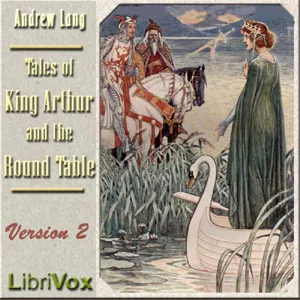 Andrew Lang
Tales of
King Arthur
and the
Round Table
Version 2
LibriVox